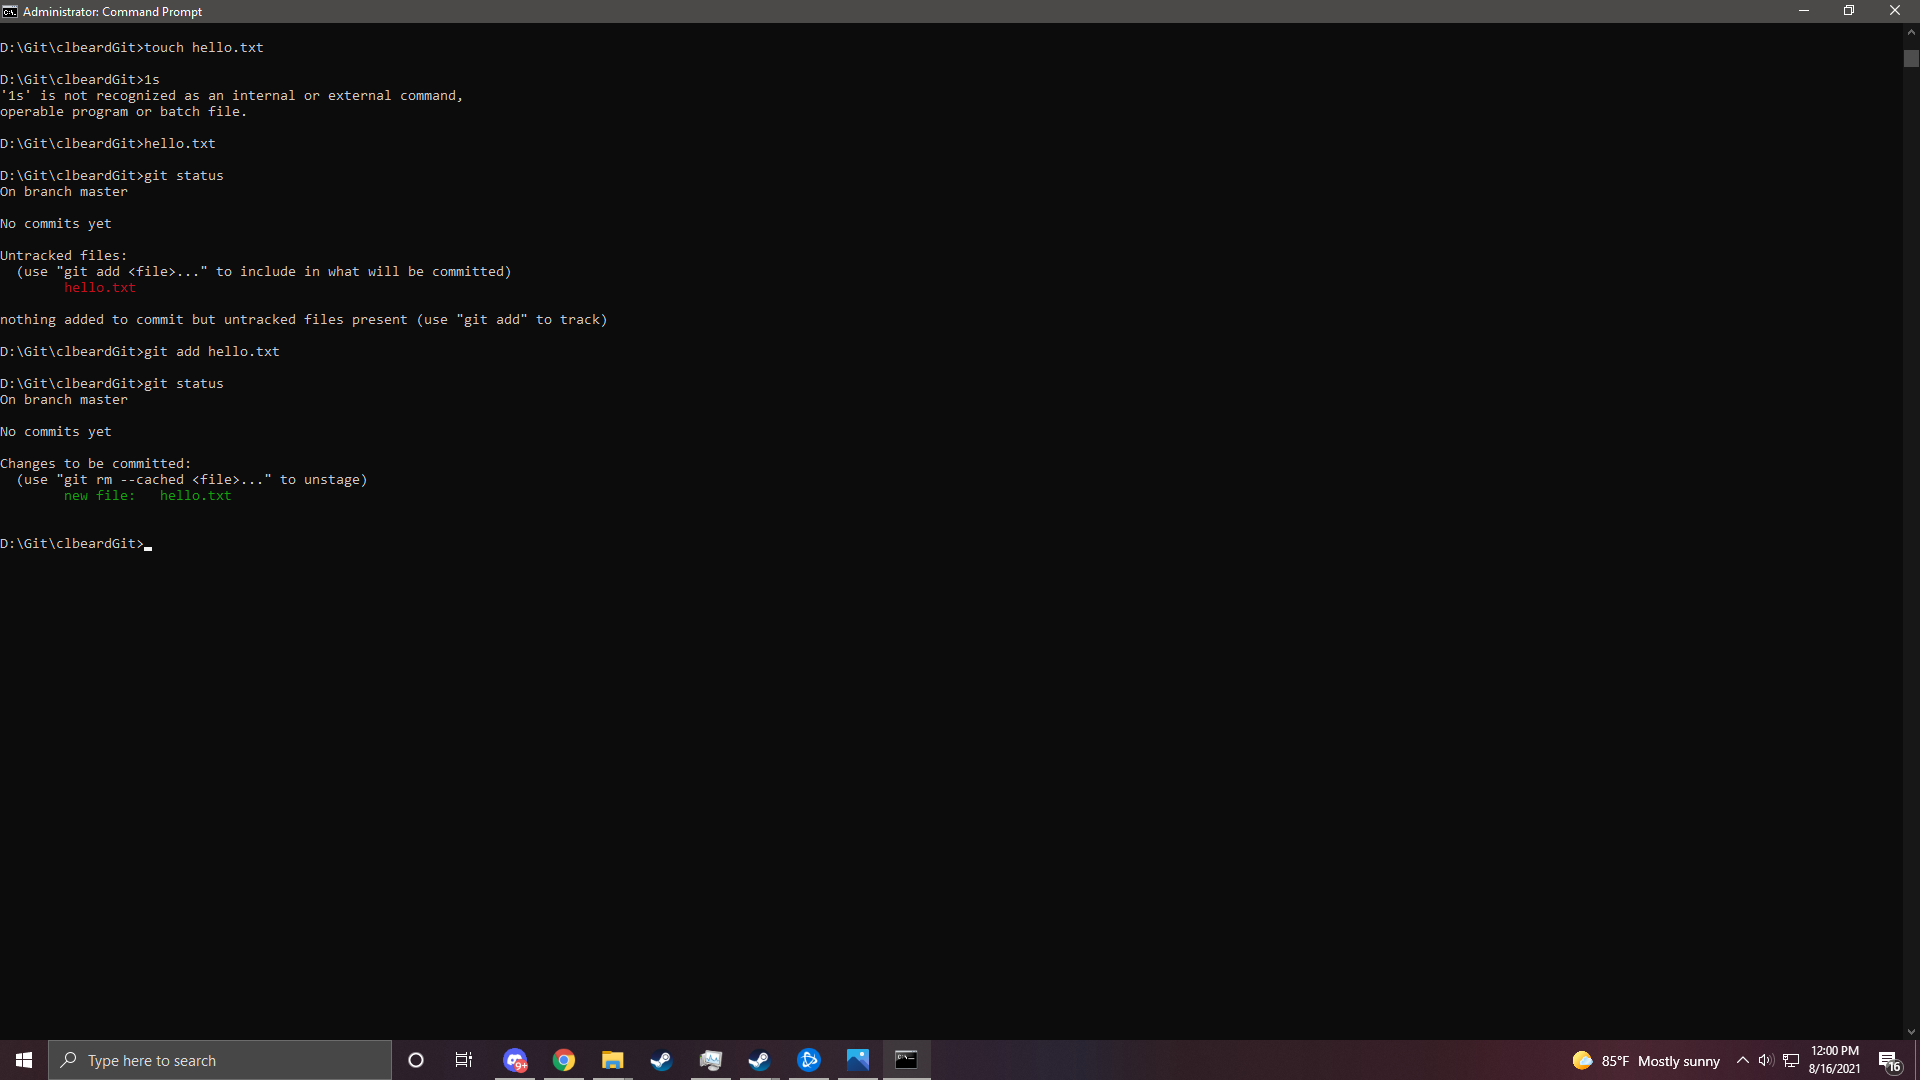 Administrator: Command Prompt
D:\Git\clbeardGit>touch hello.txt
D:\Git\clbeardGit>1s
'1s' is not recognized as an internal or external command,
operable program or batch file.
D:\Git\clbeardGit>hello.txt
D:\Git\clbeardGit>git status
On branch master
No commits yet
Untracked files:
  (use "git add <file>..." to include in what will be committed)
        hello.txt
nothing added to commit but untracked files present (use "git add" to track)
D:\Git\clbeardGit>git add hello.txt
D:\Git\clbeardGit>git status
On branch master
No commits yet
Changes to be committed:
  (use "git rm --cached <file>..." to unstage)
        new file:   hello.txt
D:\Git\clbeardGit>
Type here to search
9+
85°F Mostly sunny
12:00 PM
8/16/2021
16